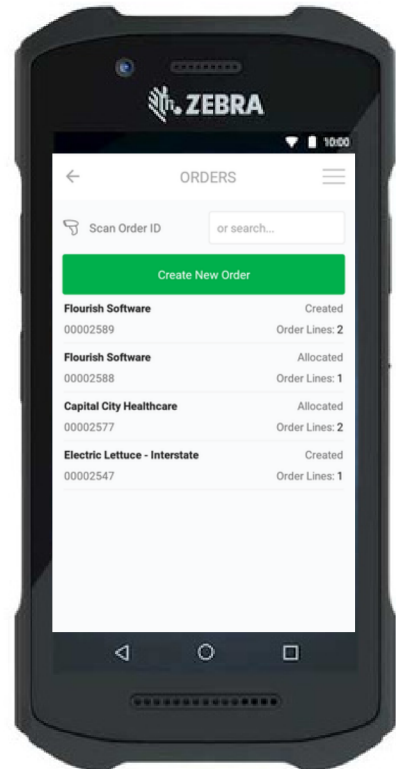 ZEBRA
10:00
ORDERS
Scan Order ID
or search...
Create New Order
Flourish Software Created
00002589 Order Lines: 2
Flourish Software Allocated
00002588 Order Lines: 1
Capital City Healthcare Allocated
00002577 Order Lines: 2
Electric Lettuce - Interstate Created
00002547 Order Lines: 1